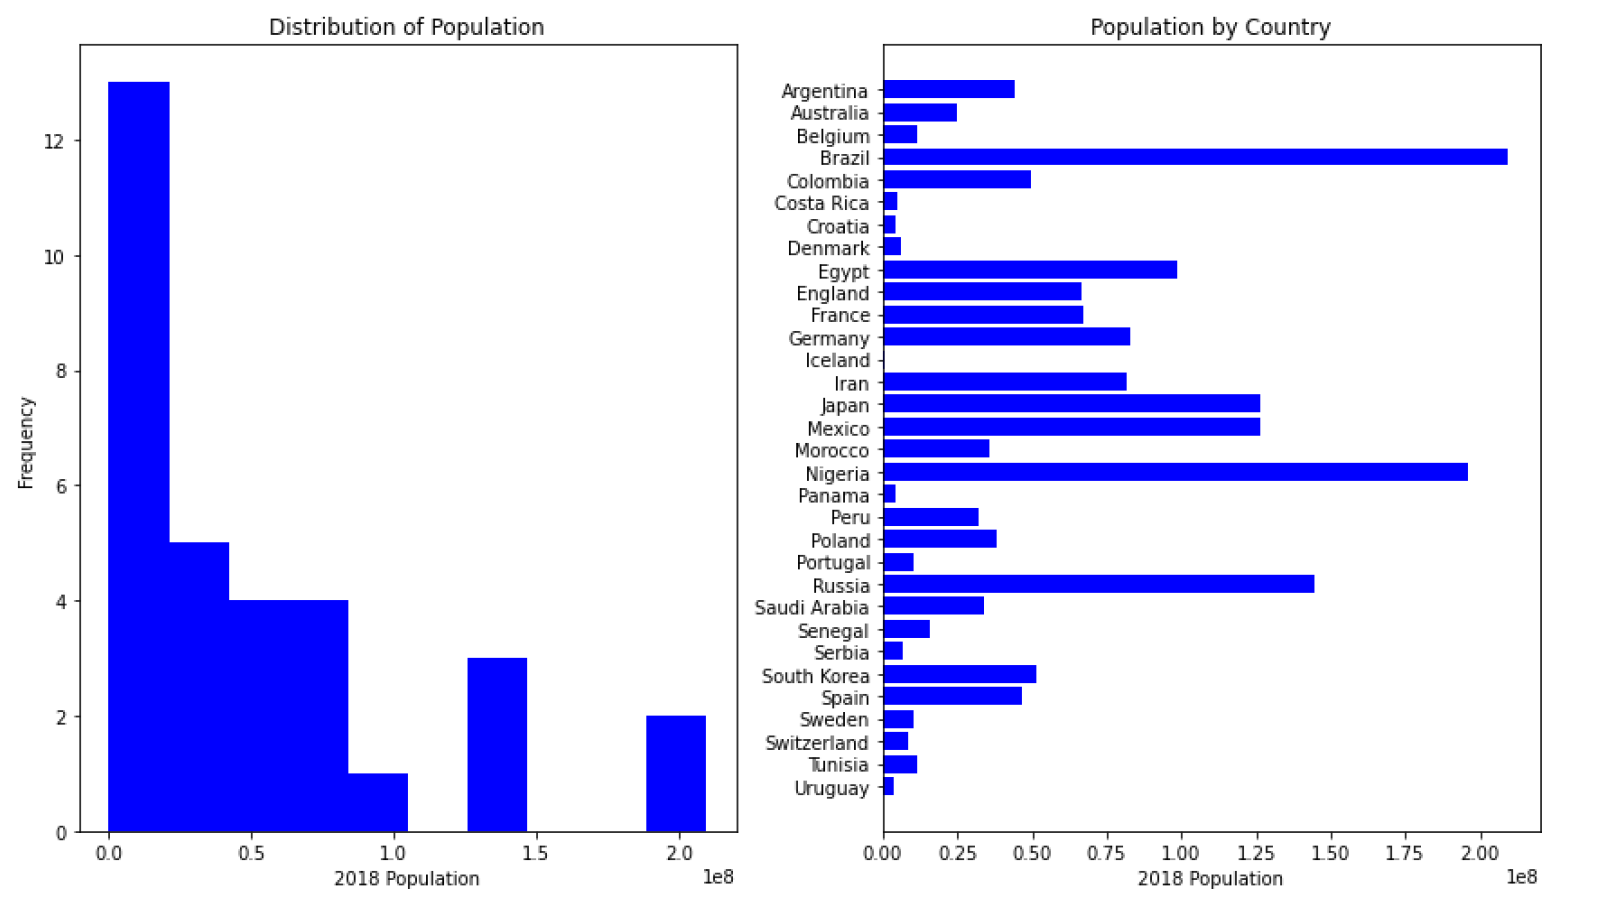 Distribution of Population
12
10
8
6
4
2
0
Frequency
0.0 0.5 1.0 1.5 2.0
1e8
2018 Population
Population by Country
Argentina
Australia
Belgium
Brazil
Colombia
Costa Rica
Croatia
Denmark
Egypt
England
France
Germany
Iceland
Iran
Japan
Mexico
Morocco
Nigeria
Panama
Peru
Poland
Portugal
Russia
Saudi Arabia
Senegal
Serbia
South Korea
Spain
Sweden
Switzerland
Tunisia
Uruguay
0.00 0.25 0.50 0.75 1.00 1.25 1.50 1.75 2.00
1e8
2018 Population